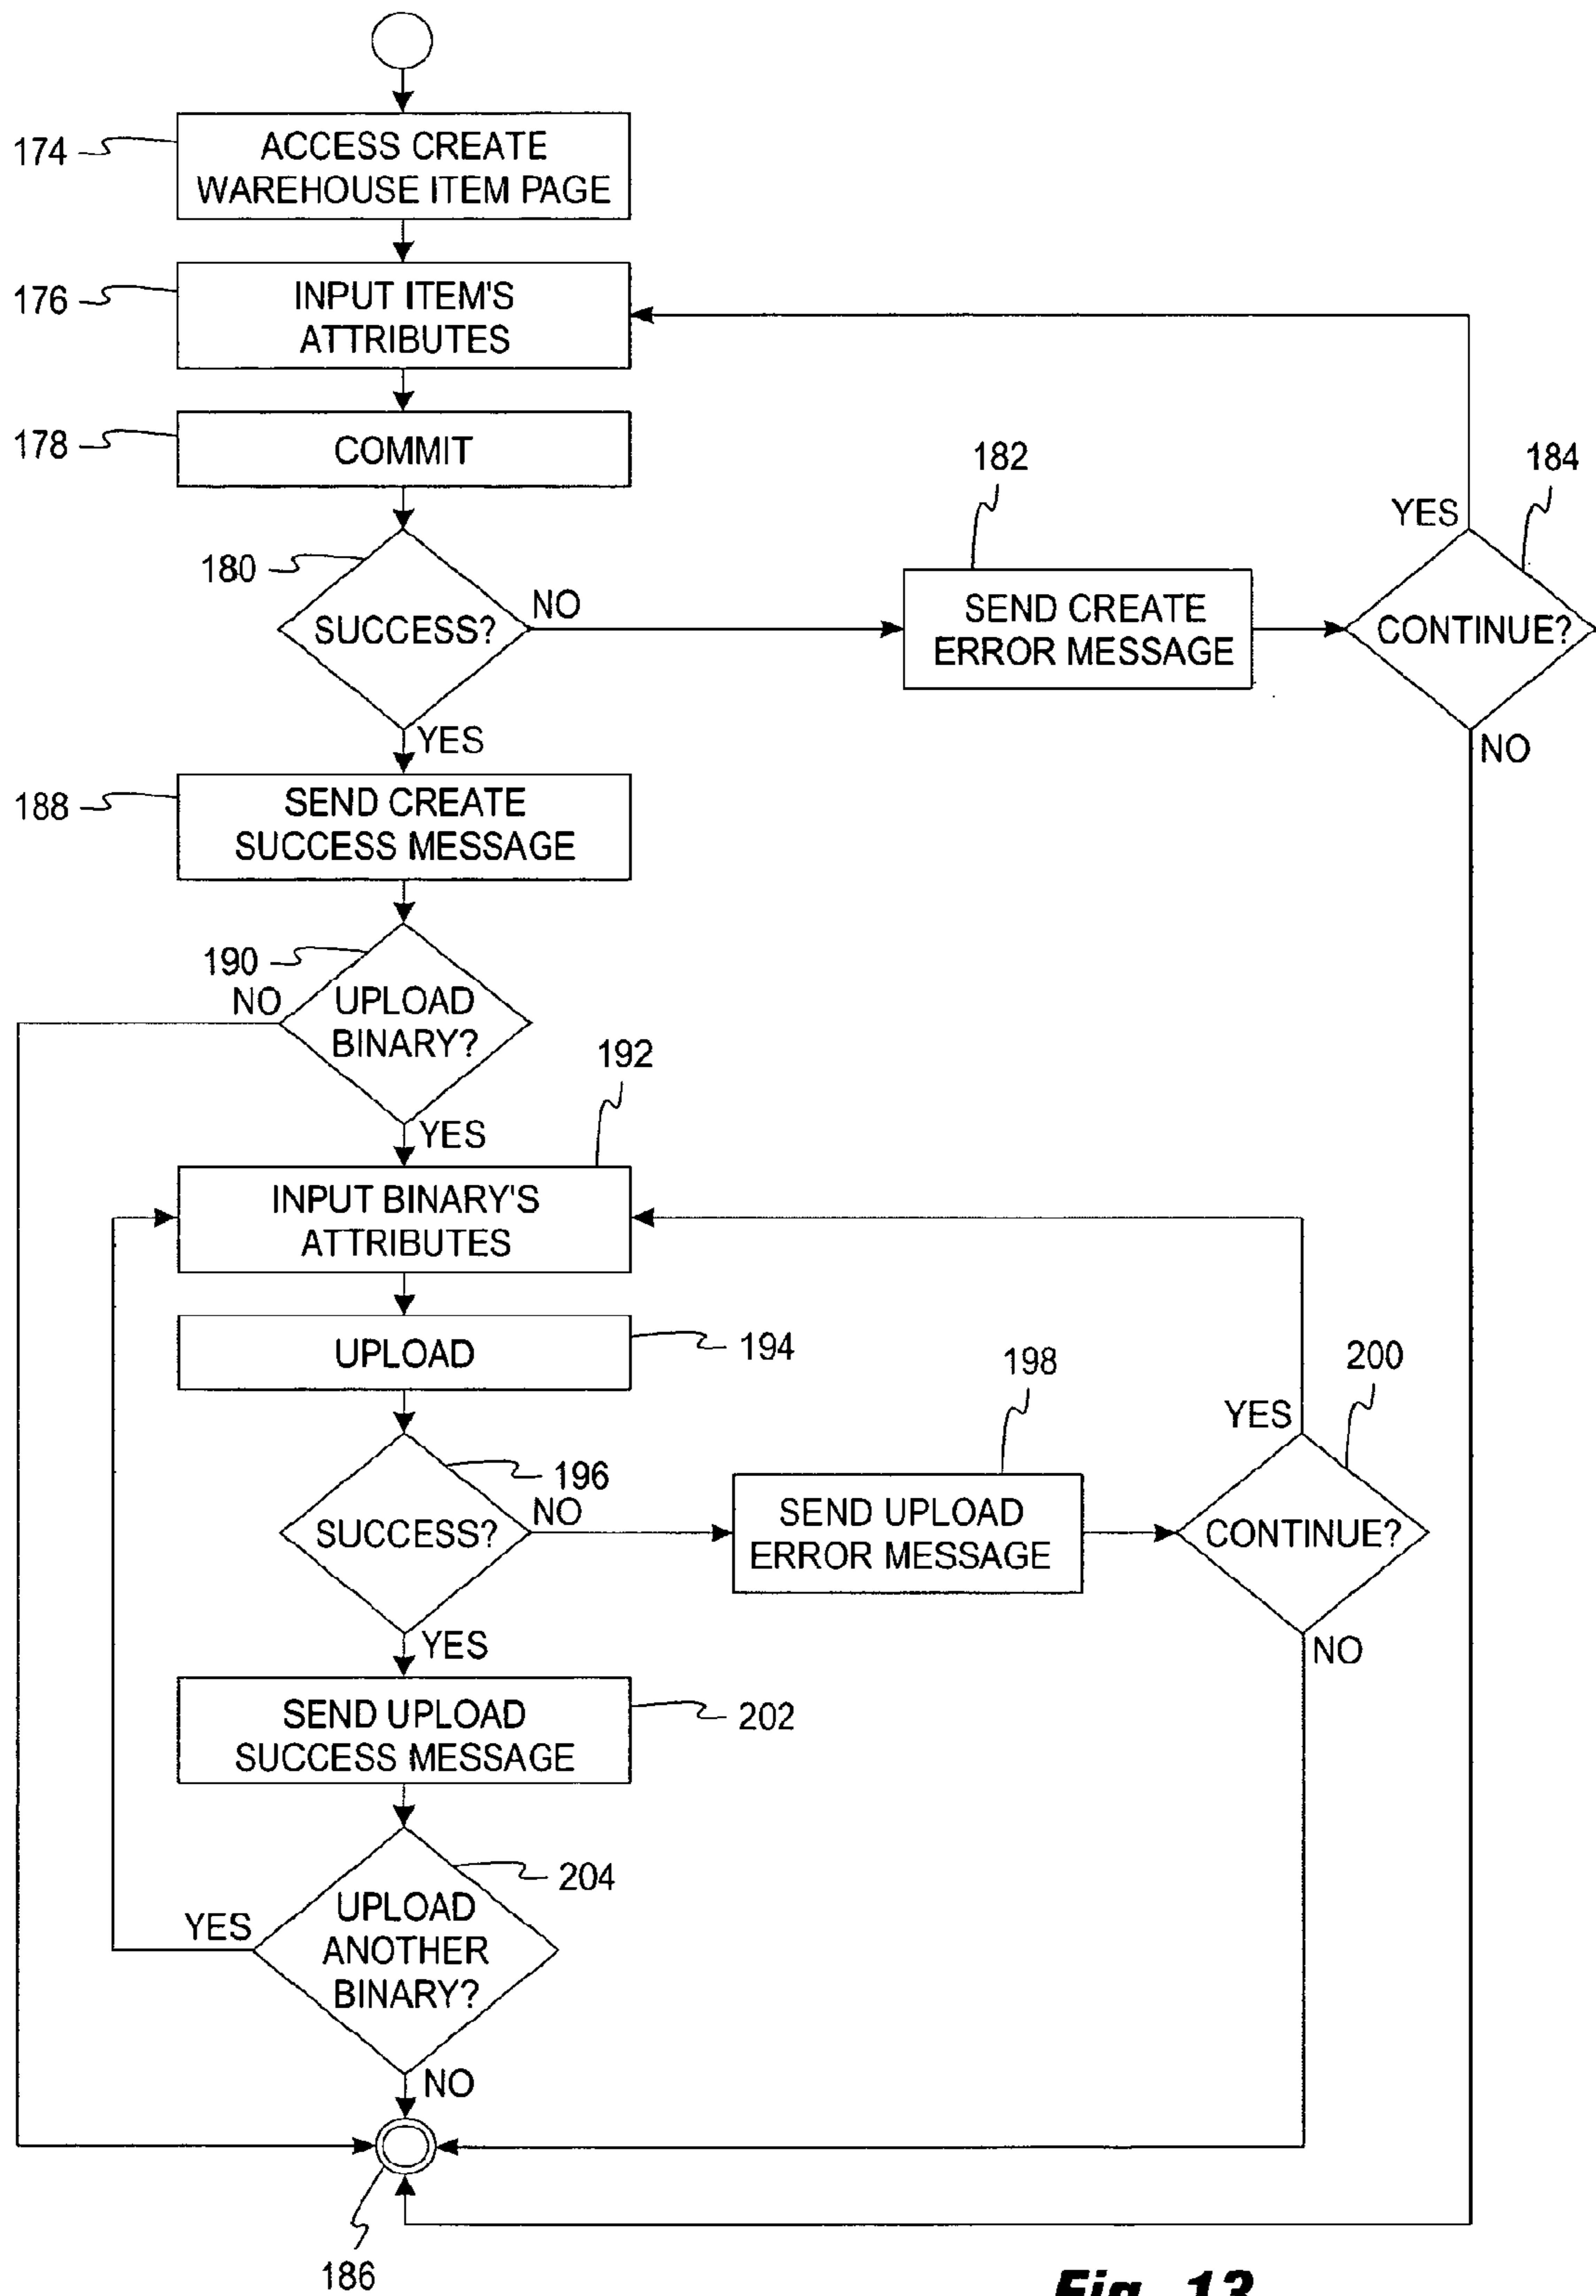 174
ACCESS CREATE
WAREHOUSE ITEM PAGE
176
INPUT ITEM'S
ATTRIBUTES
178
COMMIT
180
SUCCESS?
NO
YES
182
SEND CREATE
ERROR MESSAGE
184
CONTINUE?
YES
NO
188
SEND CREATE
SUCCESS MESSAGE
190
UPLOAD
BINARY?
NO
YES
192
INPUT BINARY'S
ATTRIBUTES
194
UPLOAD
196
SUCCESS?
NO
YES
198
SEND UPLOAD
ERROR MESSAGE
200
CONTINUE?
YES
NO
202
SEND UPLOAD
SUCCESS MESSAGE
204
UPLOAD
ANOTHER
BINARY?
YES
NO
186
Fig. 13